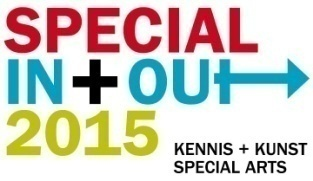 SPECIAL
IN + OUT
2015
KENNIS + KUNST
SPECIAL ARTS